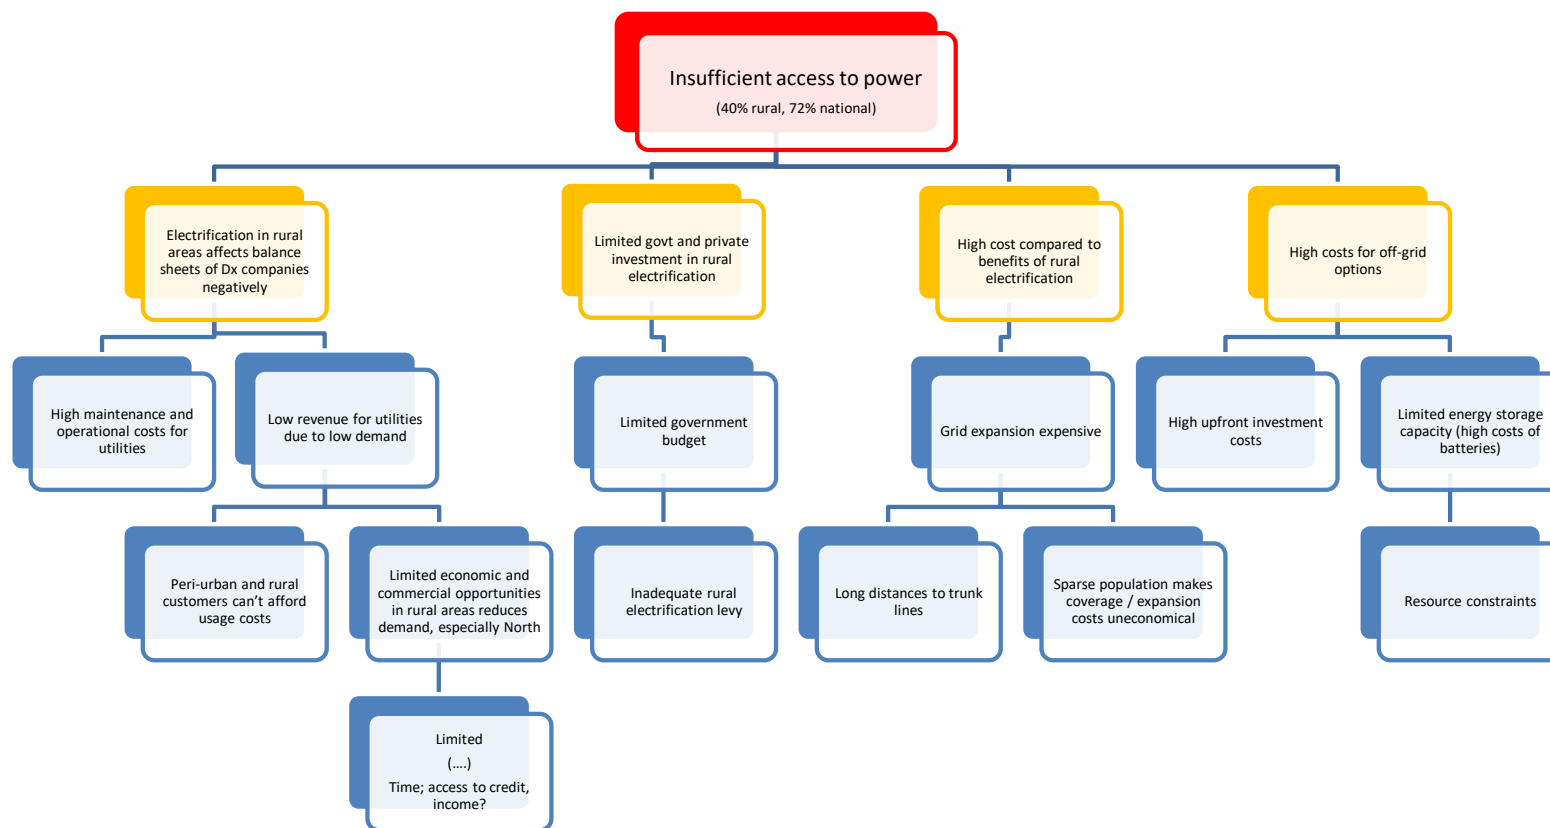 Insufficient access to power
(40% rural, 72% national)
Electrification in rural
areas affects balance
sheets of Dx companies
negatively
Limited govt and private
investment in rural
electrification
High cost compared to
benefits of rural
electrification
High costs for off-grid
options
High maintenance and
operational costs for
utilities
Low revenue for utilities
due to low demand
Limited government
budget
Grid expansion expensive
High upfront investment
costs
Limited energy storage
capacity (high costs of
batteries)
Peri-urban and rural
customers can’t afford
usage costs
Limited economic and
commercial opportunities
in rural areas reduces
demand, especially North
Inadequate rural
electrification levy
Long distances to trunk
lines
Sparse population makes
coverage / expansion
costs uneconomical
Resource constraints
Limited
(….)
Time; access to credit,
income?